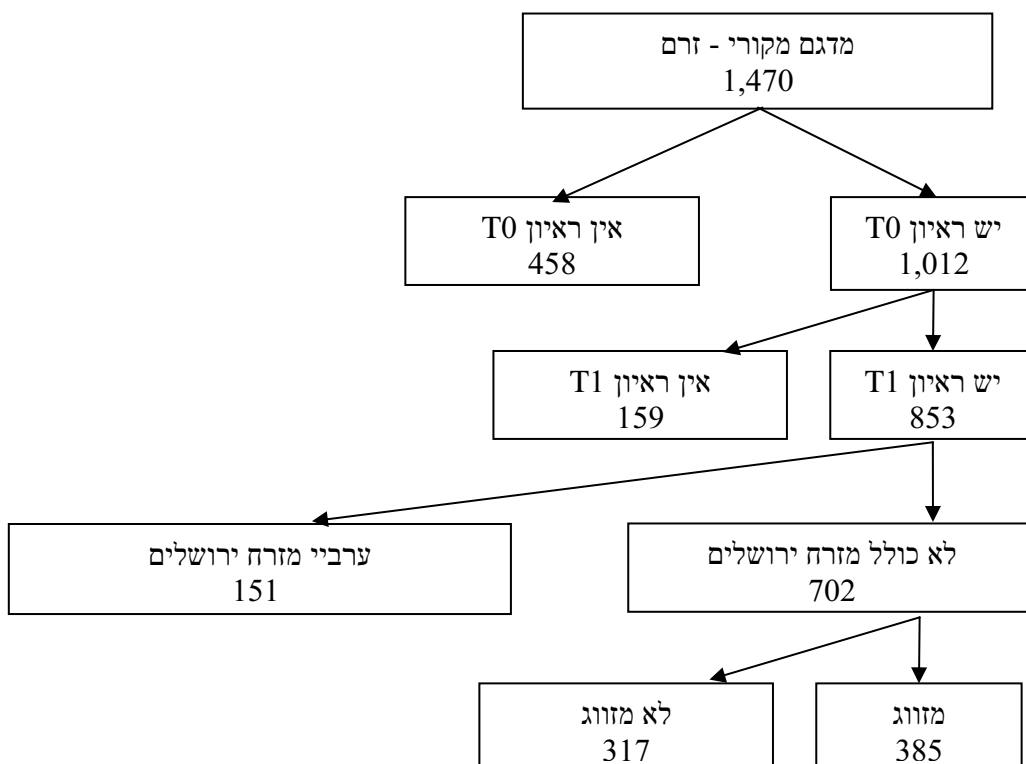 מדגם מקורי - זרם
1,470
יש ראיון T0
1,012
אין ראיון T0
458
יש ראיון T1
853
אין ראיון T1
159
לא כולל מזרח ירושלים
702
ערביי מזרח ירושלים
151
מזווג
385
לא מזווג
317